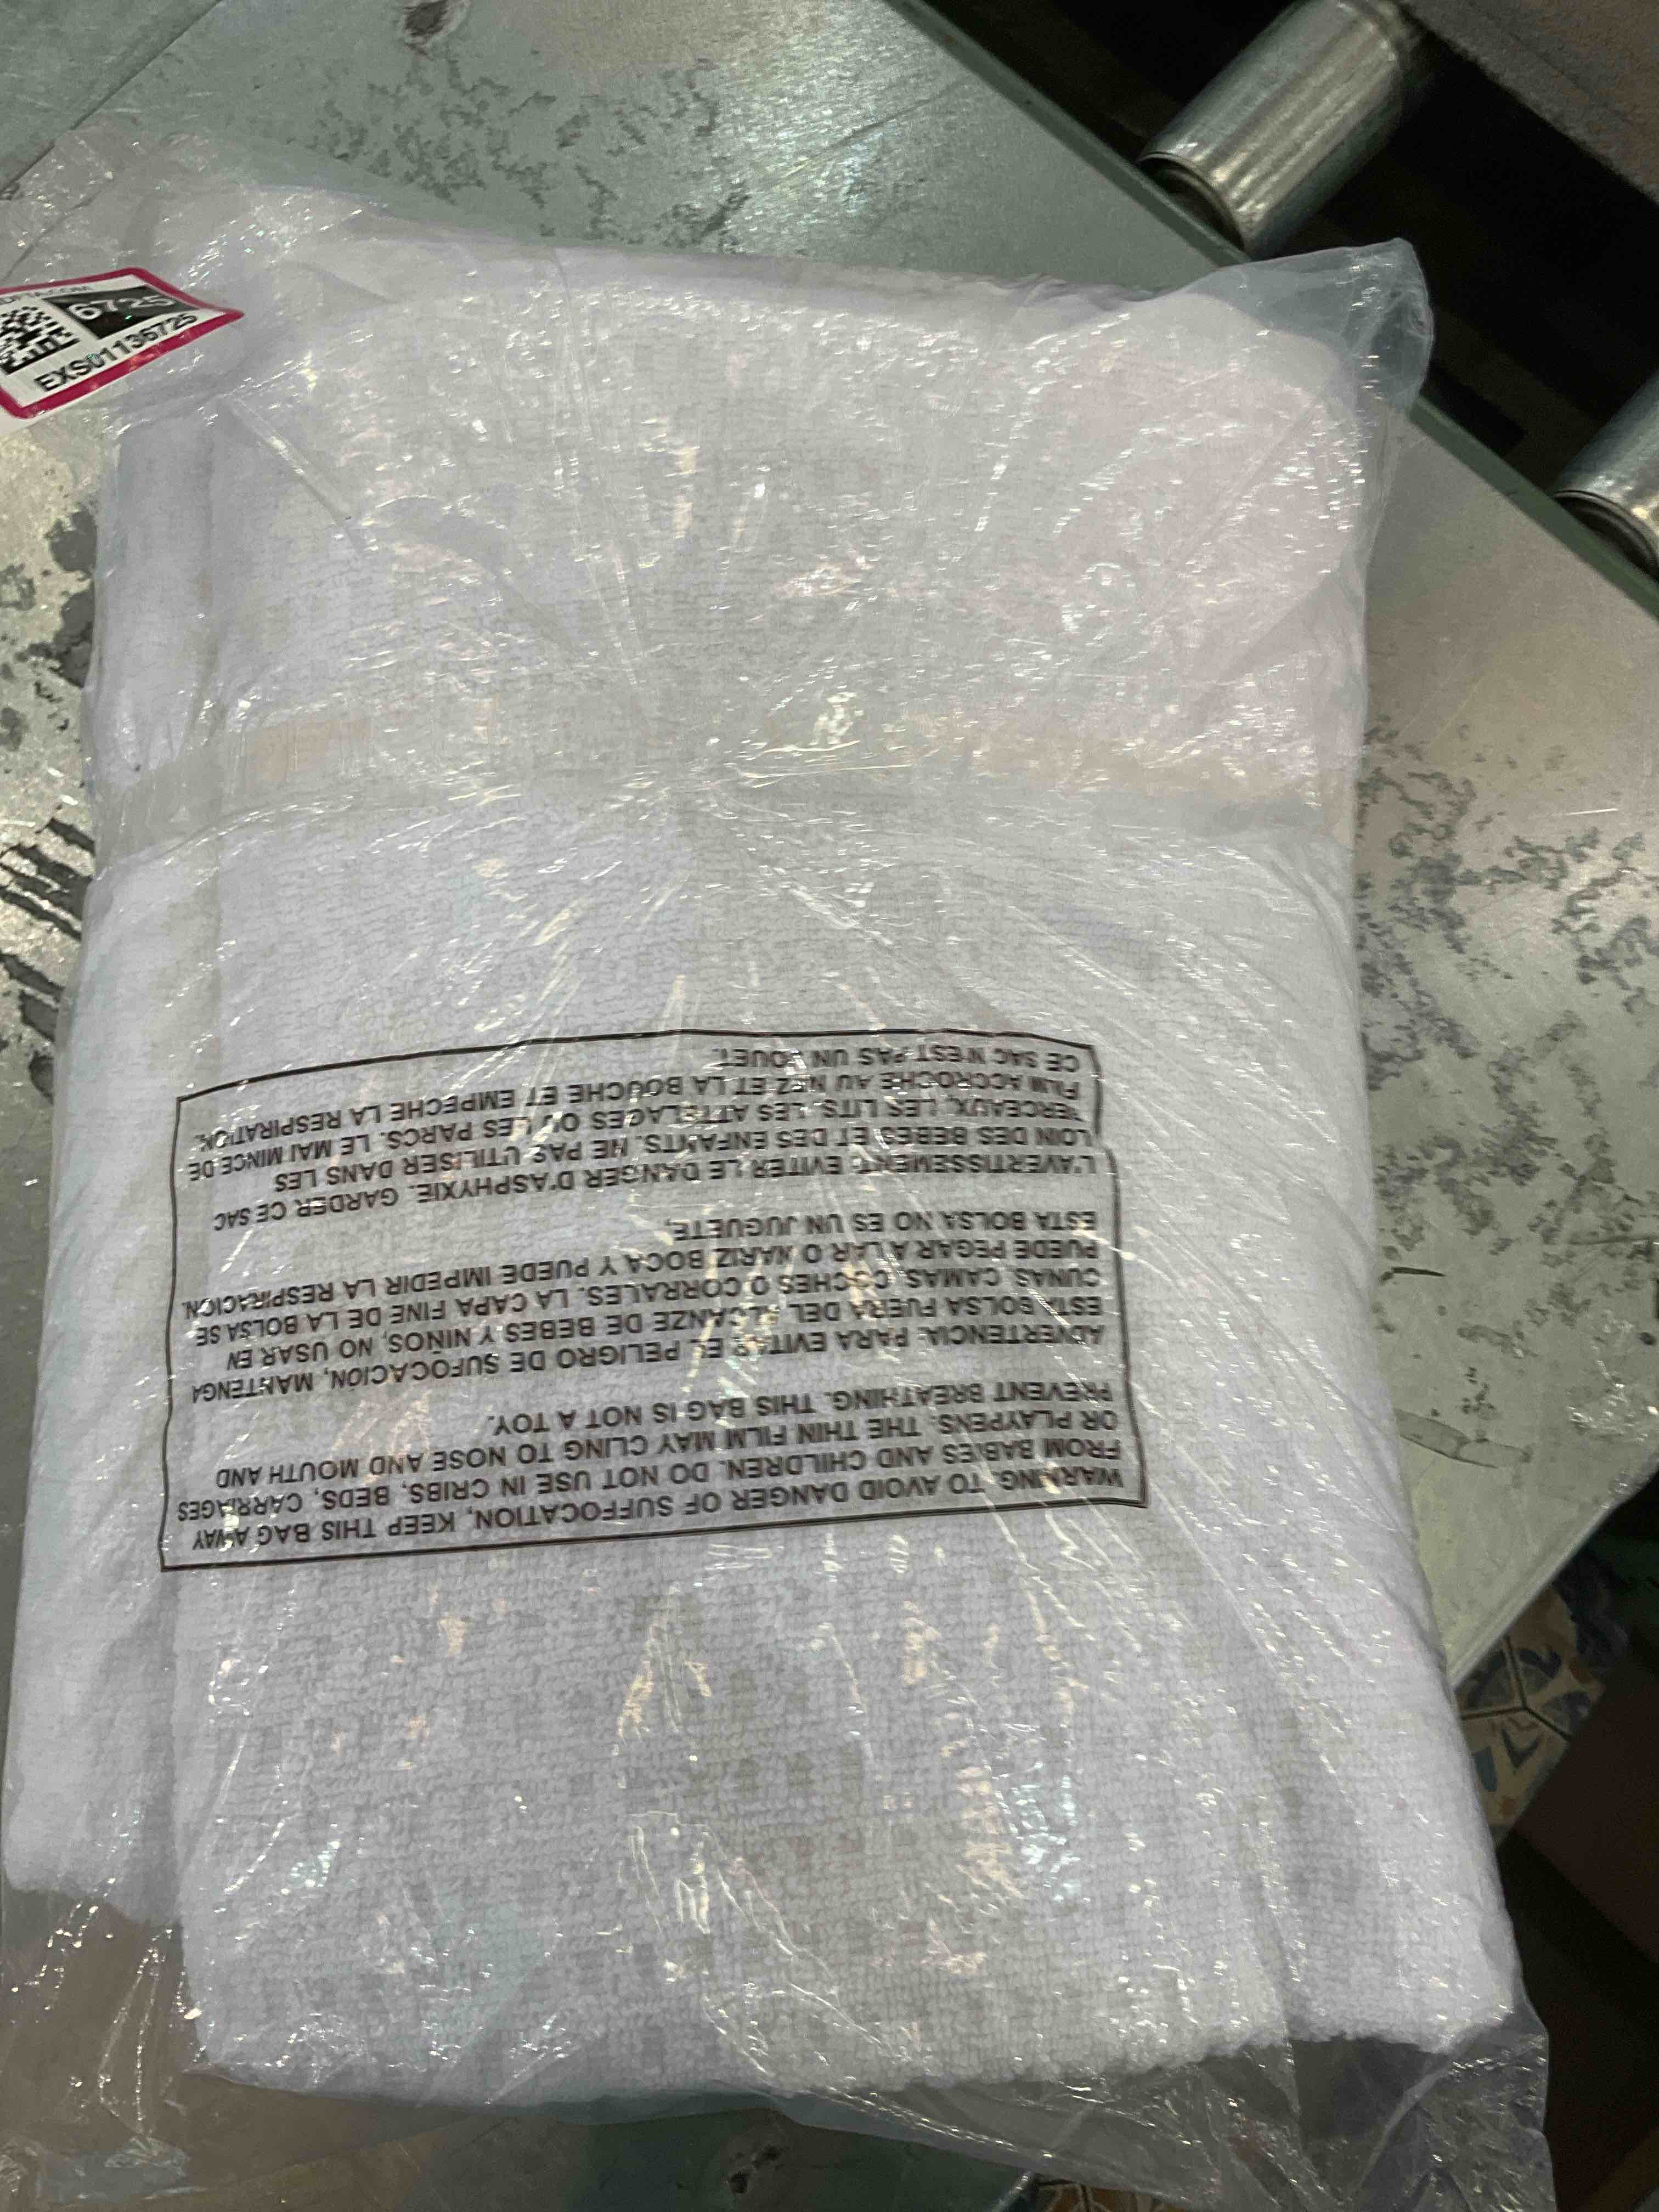 6725
EXS01136725
WARNING: TO AVOID DANGER OF SUFFOCATION, KEEP THIS BAG AWAY
FROM BABIES AND CHILDREN. DO NOT USE IN CRIBS, BEDS, CARRIAGES
OR PLAYPENS. THE THIN FILM MAY CLING TO NOSE AND MOUTH AND
PREVENT BREATHING. THIS BAG IS NOT A TOY.
ADVERTENCIA: PARA EVITAR EL PELIGRO DE SUFOCACION, MANTENGA
ESTA BOLSA FUERA DEL ALCANZE DE BEBES Y NIÑOS, NO USAR EN
CUNAS, CAMAS, COCHES O CORRALES. LA CAPA FINE DE LA BOLSA SE
PUEDE PEGAR A LAR O NARIZ BOCA Y PUEDE IMPEDIR LA RESPIRACION.
ESTA BOLSA NO ES UN JUGUETE,
L'AVERTISSEMENT: EVITER LE DANGER D'ASPHYXIE. GARDER CE SAC
LOIN DES BEBES ET DES ENFANTS. NE PAS UTILISER DANS LES
BERCEAUX, LES LITS. LES ATTELAGES OU LES PARCS. LE MAI MINCE DE
FILM ACCROCHE AU NEZ ET LA BOUCHE ET EMPECHE LA RESPIRATION.
CE SAC N'EST PAS UN JOUET.